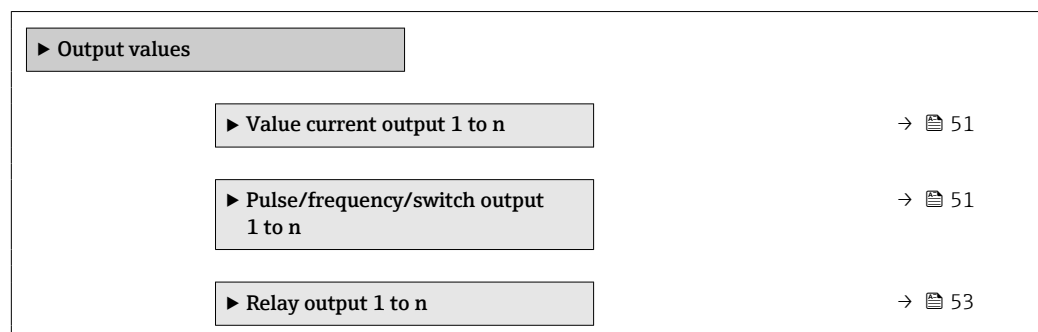 ▶ Output values
▶ Value current output 1 to n → 51
▶ Pulse/frequency/switch output
1 to n → 51
▶ Relay output 1 to n → 53